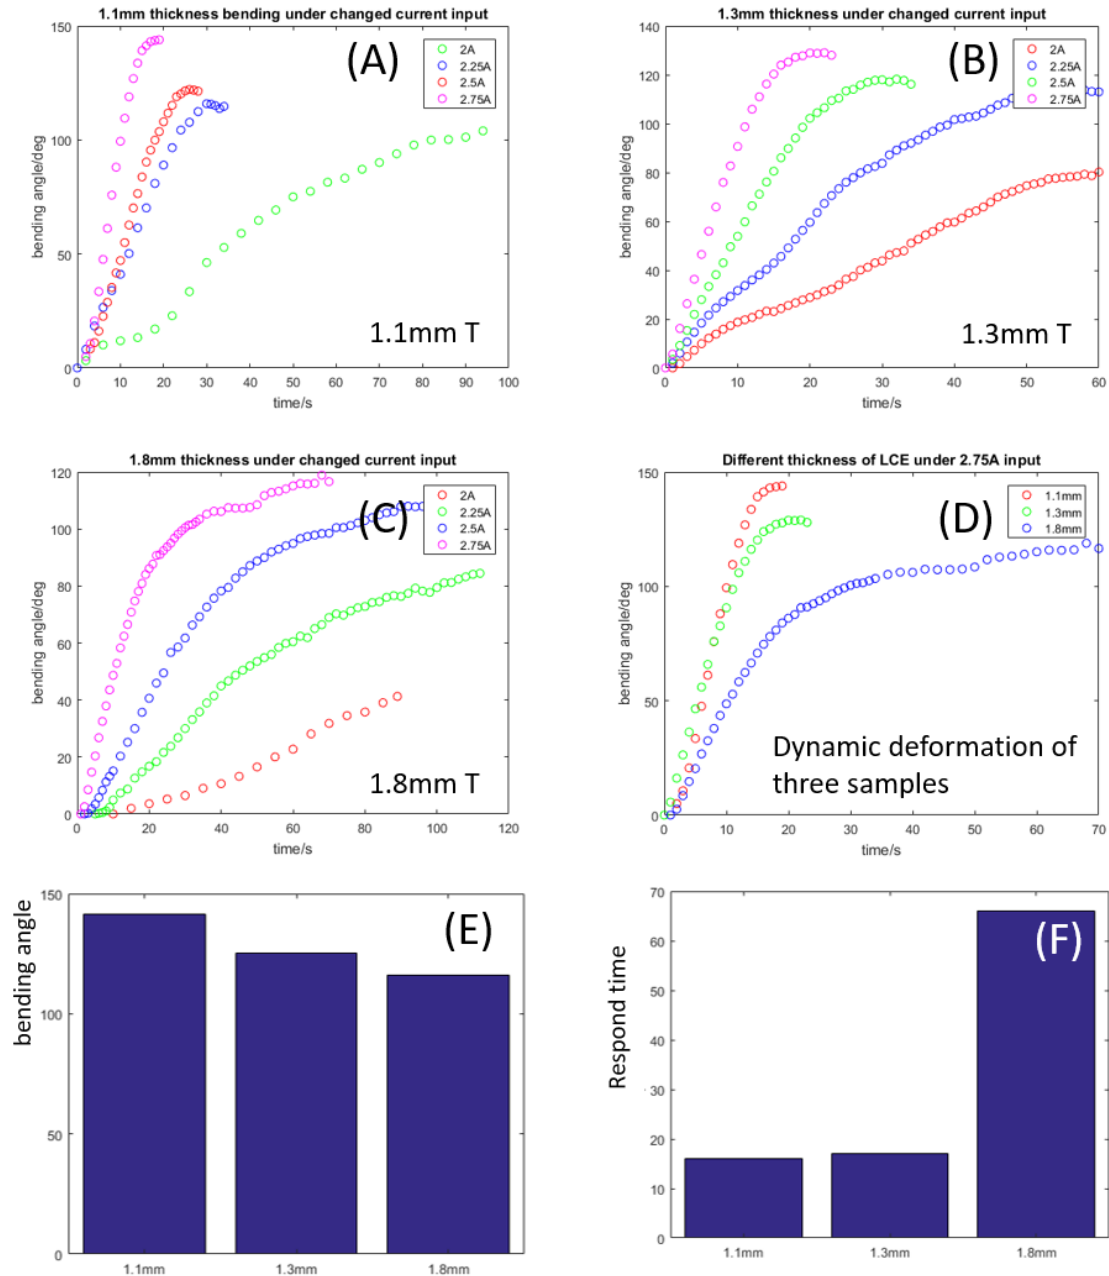 1.1mm thickness bending under changed current input
(A)
2A
2.25A
2.5A
2.75A
150
100
50
0
bending angle/deg
1.1mm T
0 10 20 30 40 50 60 70 80 90 100
time/s
1.3mm thickness under changed current input
(B)
2A
2.25A
2.5A
2.75A
140
120
100
80
60
40
20
0
bending angle/deg
1.3mm T
0 10 20 30 40 50 60
time/s
1.8mm thickness under changed current input
(C)
2A
2.25A
2.5A
2.75A
120
100
80
60
40
20
0
bending angle/deg
1.8mm T
0 20 40 60 80 100 120
time/s
Different thickness of LCE under 2.75A input
(D)
1.1mm
1.3mm
1.8mm
150
100
50
0
bending angle/deg
Dynamic deformation of
three samples
0 10 20 30 40 50 60 70
time/s
(E)
150
100
50
0
bending angle
1.1mm 1.3mm 1.8mm
(F)
70
60
50
40
30
20
10
0
Respond time
1.1mm 1.3mm 1.8mm